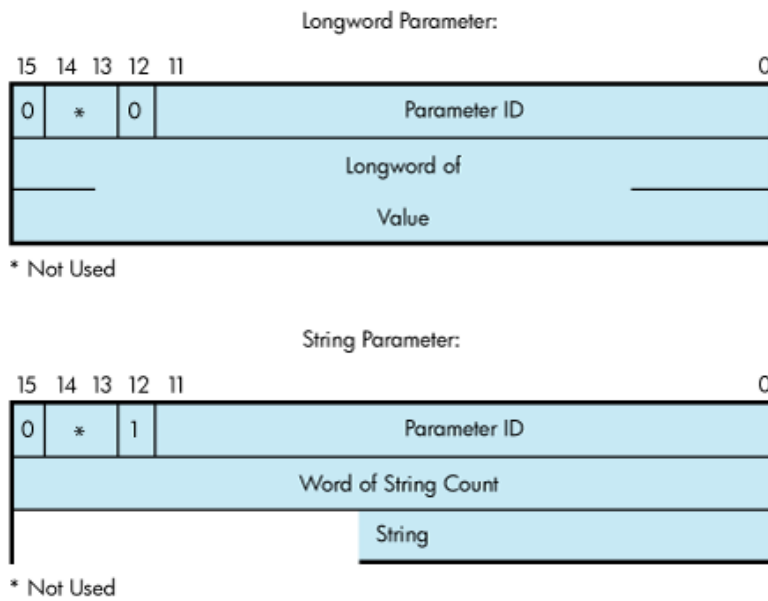 Longword Parameter:
15 14 13 12 11 0
0 * 0 Parameter ID
Longword of
Value
* Not Used
String Parameter:
15 14 13 12 11 0
0 * 1 Parameter ID
Word of String Count
String
* Not Used